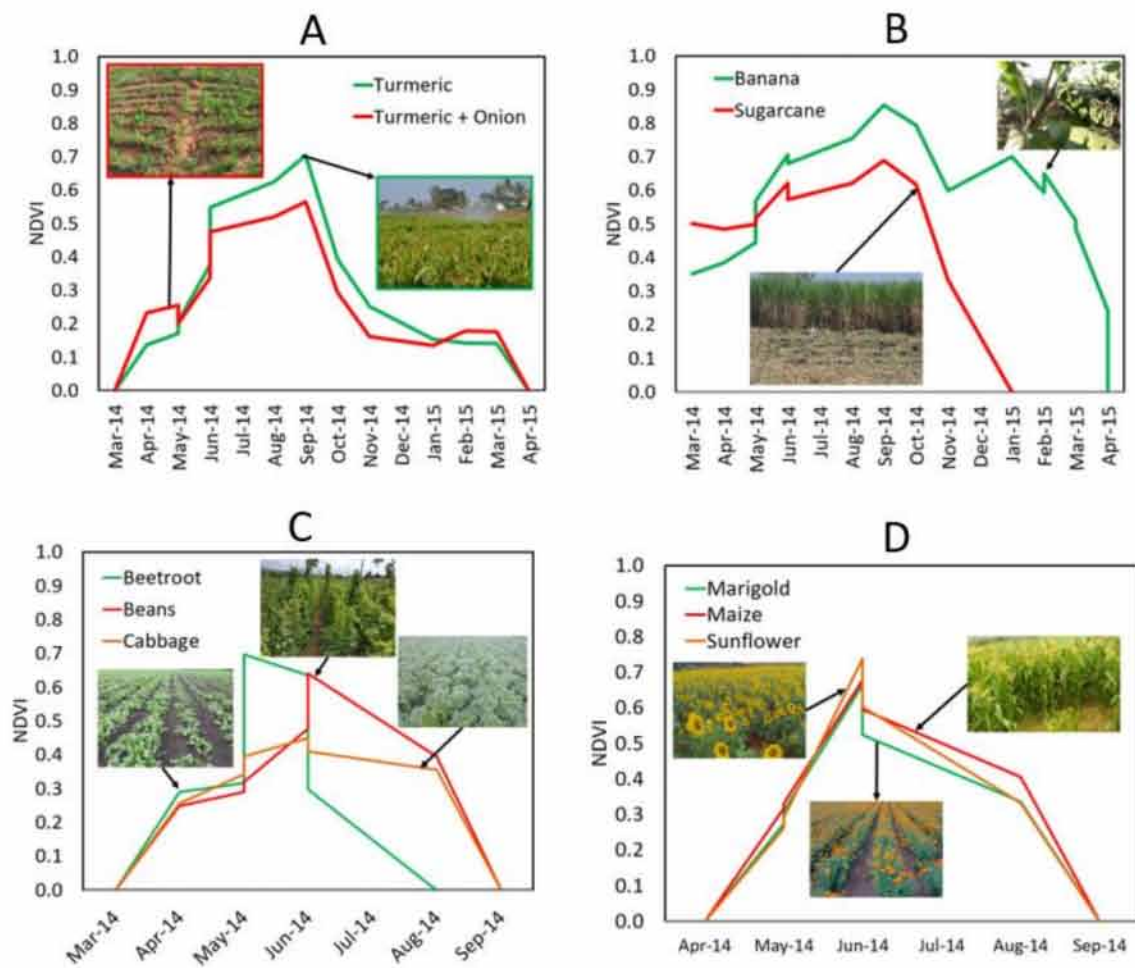 A
1.0
0.9
0.8
0.7
0.6
0.5
0.4
0.3
0.2
0.1
0.0
NDVI
Turmeric
Turmeric + Onion
Mar-14
Apr-14
May-14
Jun-14
Jul-14
Aug-14
Sep-14
Oct-14
Nov-14
Dec-14
Jan-15
Feb-15
Mar-15
Apr-15
B
1.0
0.9
0.8
0.7
0.6
0.5
0.4
0.3
0.2
0.1
0.0
NDVI
Banana
Sugarcane
Mar-14
Apr-14
May-14
Jun-14
Jul-14
Aug-14
Sep-14
Oct-14
Nov-14
Jan-15
Feb-15
Mar-15
Apr-15
C
1.0
0.9
0.8
0.7
0.6
0.5
0.4
0.3
0.2
0.1
0.0
NDVI
Beetroot
Beans
Cabbage
Mar-14
Apr-14
May-14
Jun-14
Jul-14
Aug-14
Sep-14
D
1.0
0.9
0.8
0.7
0.6
0.5
0.4
0.3
0.2
0.1
0.0
NDVI
Marigold
Maize
Sunflower
Apr-14
May-14
Jun-14
Jul-14
Aug-14
Sep-14